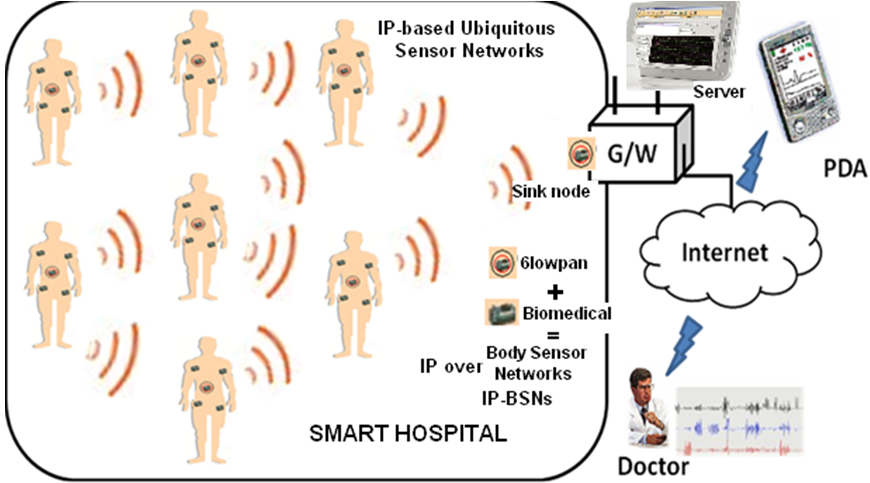 IP-based Ubiquitous
Sensor Networks
Server
G/W
PDA
Sink node
Internet
6lowpan
+
Biomedical
=
IP over Body Sensor
Networks
IP-BSNs
SMART HOSPITAL
Doctor